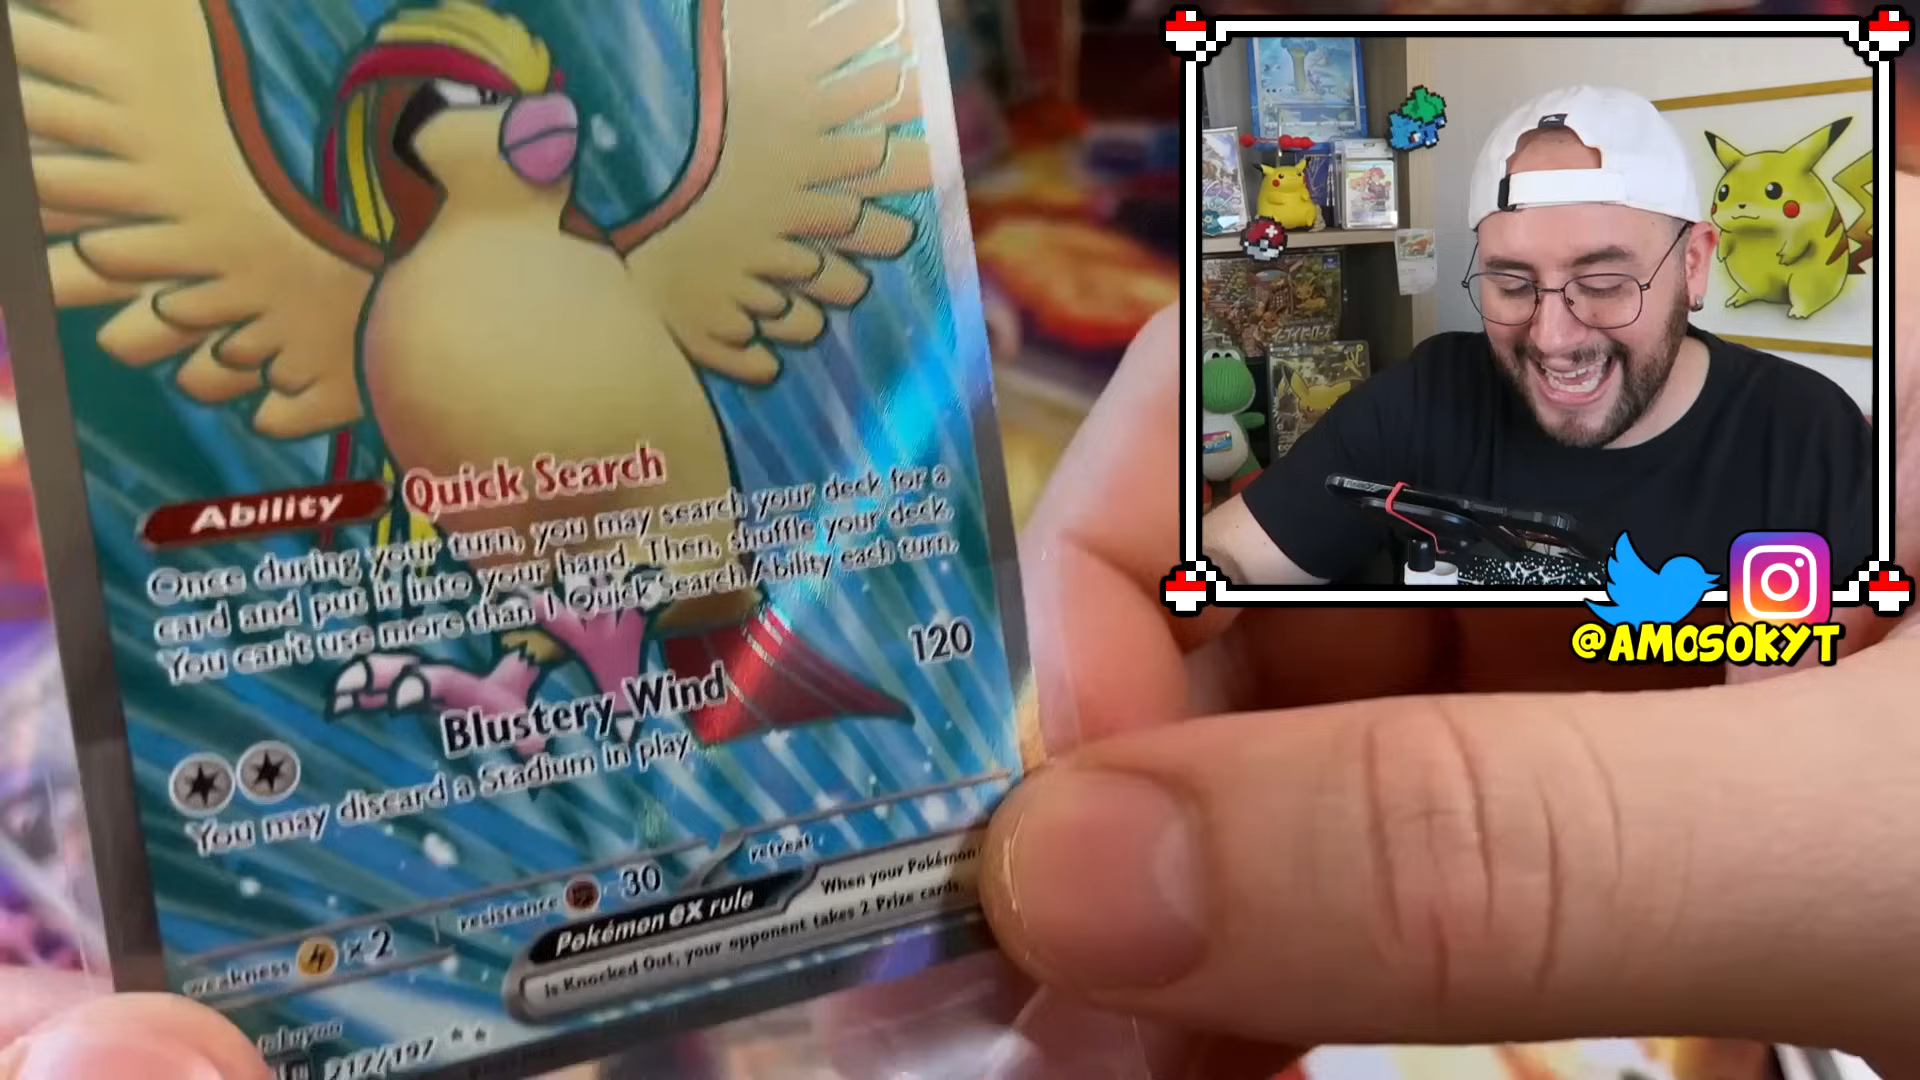 Ability Quick Search
Once during your turn, you may search your deck for a
card and put it into your hand. Then, shuffle your deck.
You can't use more than 1 Quick Search Ability each turn.
Blustery Wind 120
You may discard a Stadium in play.
weakness ×2 resistance -30 retreat
Pokémon ex rule When your Pokémon
is Knocked Out, your opponent takes 2 Prize cards.
217/197
@AMOSOKYT